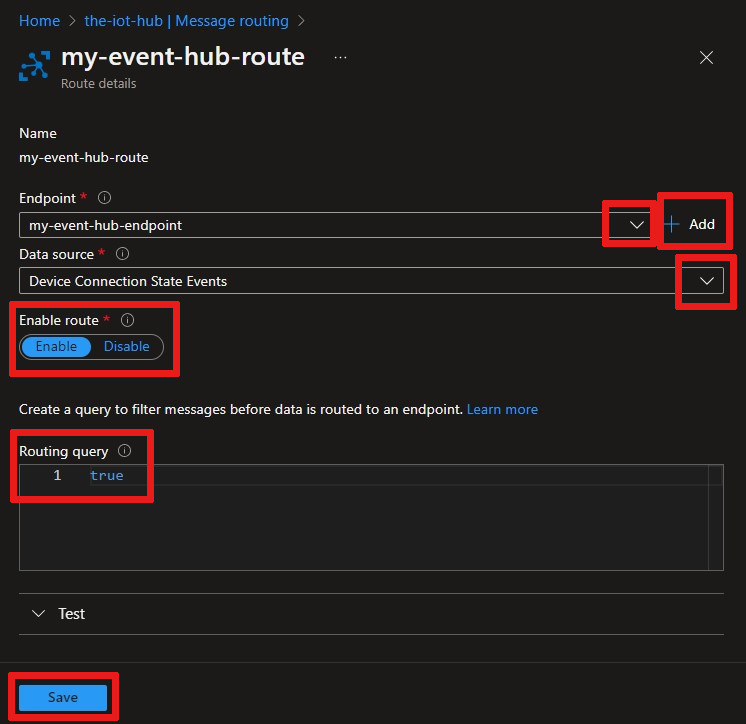 Home > the-iot-hub | Message routing >
my-event-hub-route ...
Route details
Name
my-event-hub-route
Endpoint *
my-event-hub-endpoint
+ Add
Data source *
Device Connection State Events
Enable route *
Enable Disable
Create a query to filter messages before data is routed to an endpoint. Learn more
Routing query
1 true
Test
Save